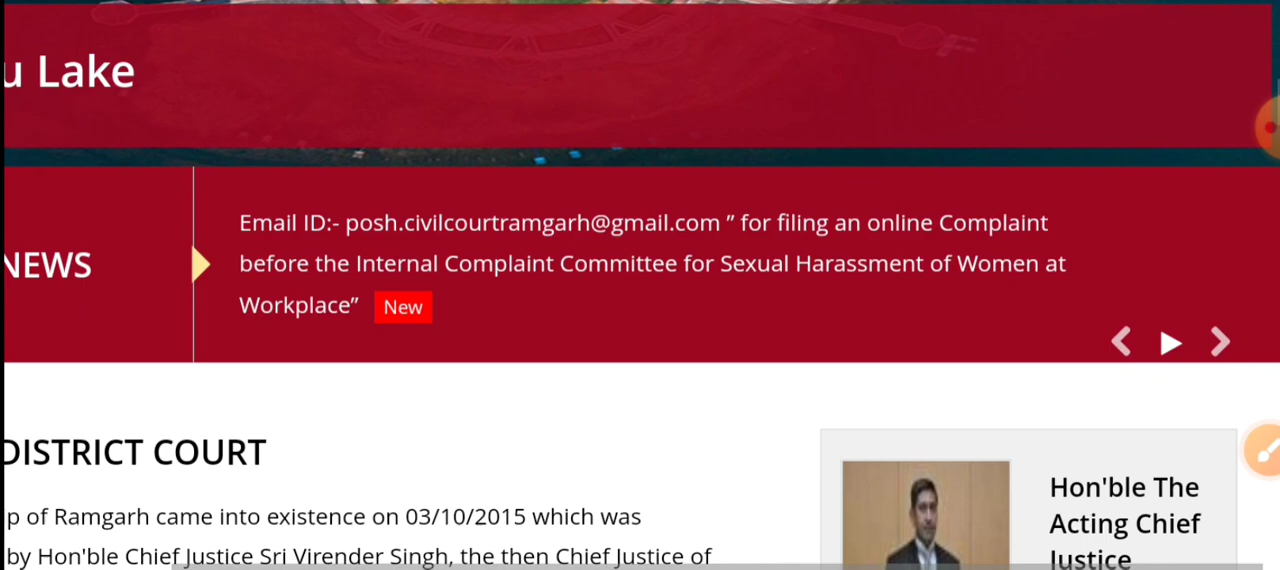 u Lake
NEWS
Email ID:- posh.civilcourtramgarh@gmail.com ” for filing an online Complaint
before the Internal Complaint Committee for Sexual Harassment of Women at
Workplace” New
DISTRICT COURT
p of Ramgarh came into existence on 03/10/2015 which was
by Hon'ble Chief Justice Sri Virender Singh, the then Chief Justice of
Hon'ble The
Acting Chief
Justice